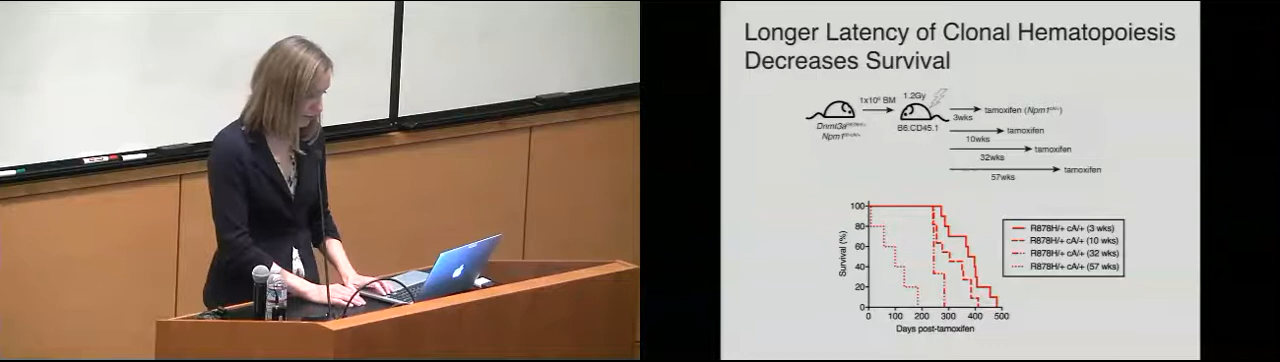 Longer Latency of Clonal Hematopoiesis
Decreases Survival
1x10⁶ BM
1.2Gy
3wks
tamoxifen
B6.CD45.1
10wks
tamoxifen
32wks
tamoxifen
57wks
tamoxifen
100
80
60
40
20
0
Survival (%)
0 100 200 300 400 500
Days post-tamoxifen
R878H/+ cA/+ (3 wks)
R878H/+ cA/+ (10 wks)
R878H/+ cA/+ (32 wks)
R878H/+ cA/+ (57 wks)